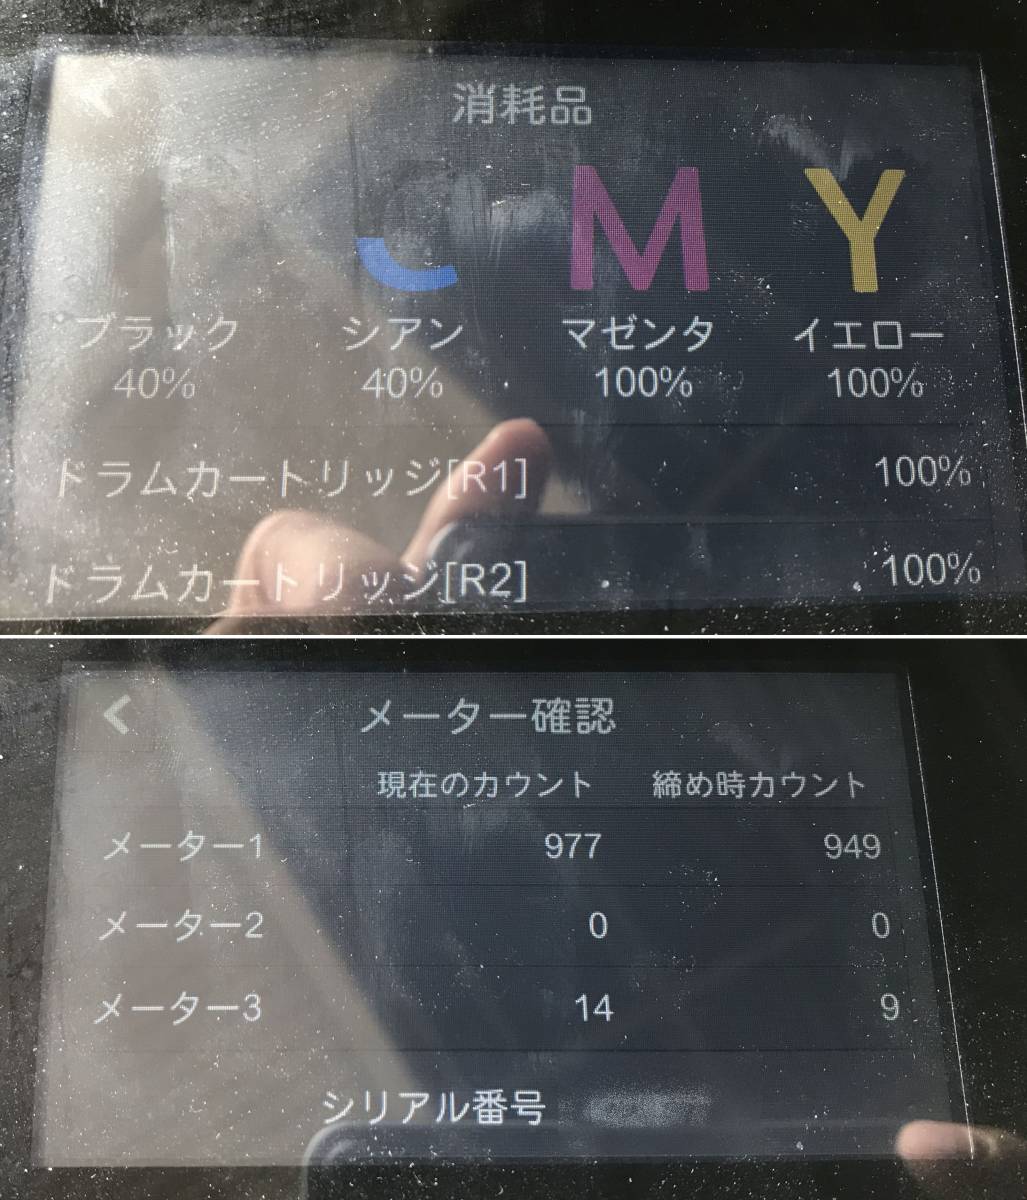 消耗品
C M Y
ブラック シアン マゼンタ イエロー
40% 40% 100% 100%
ドラムカートリッジ[R1] 100%
ドラムカートリッジ[R2] 100%
メーター確認
現在のカウント 締め時カウント
メーター1 977 949
メーター2 0 0
メーター3 14 9
シリアル番号